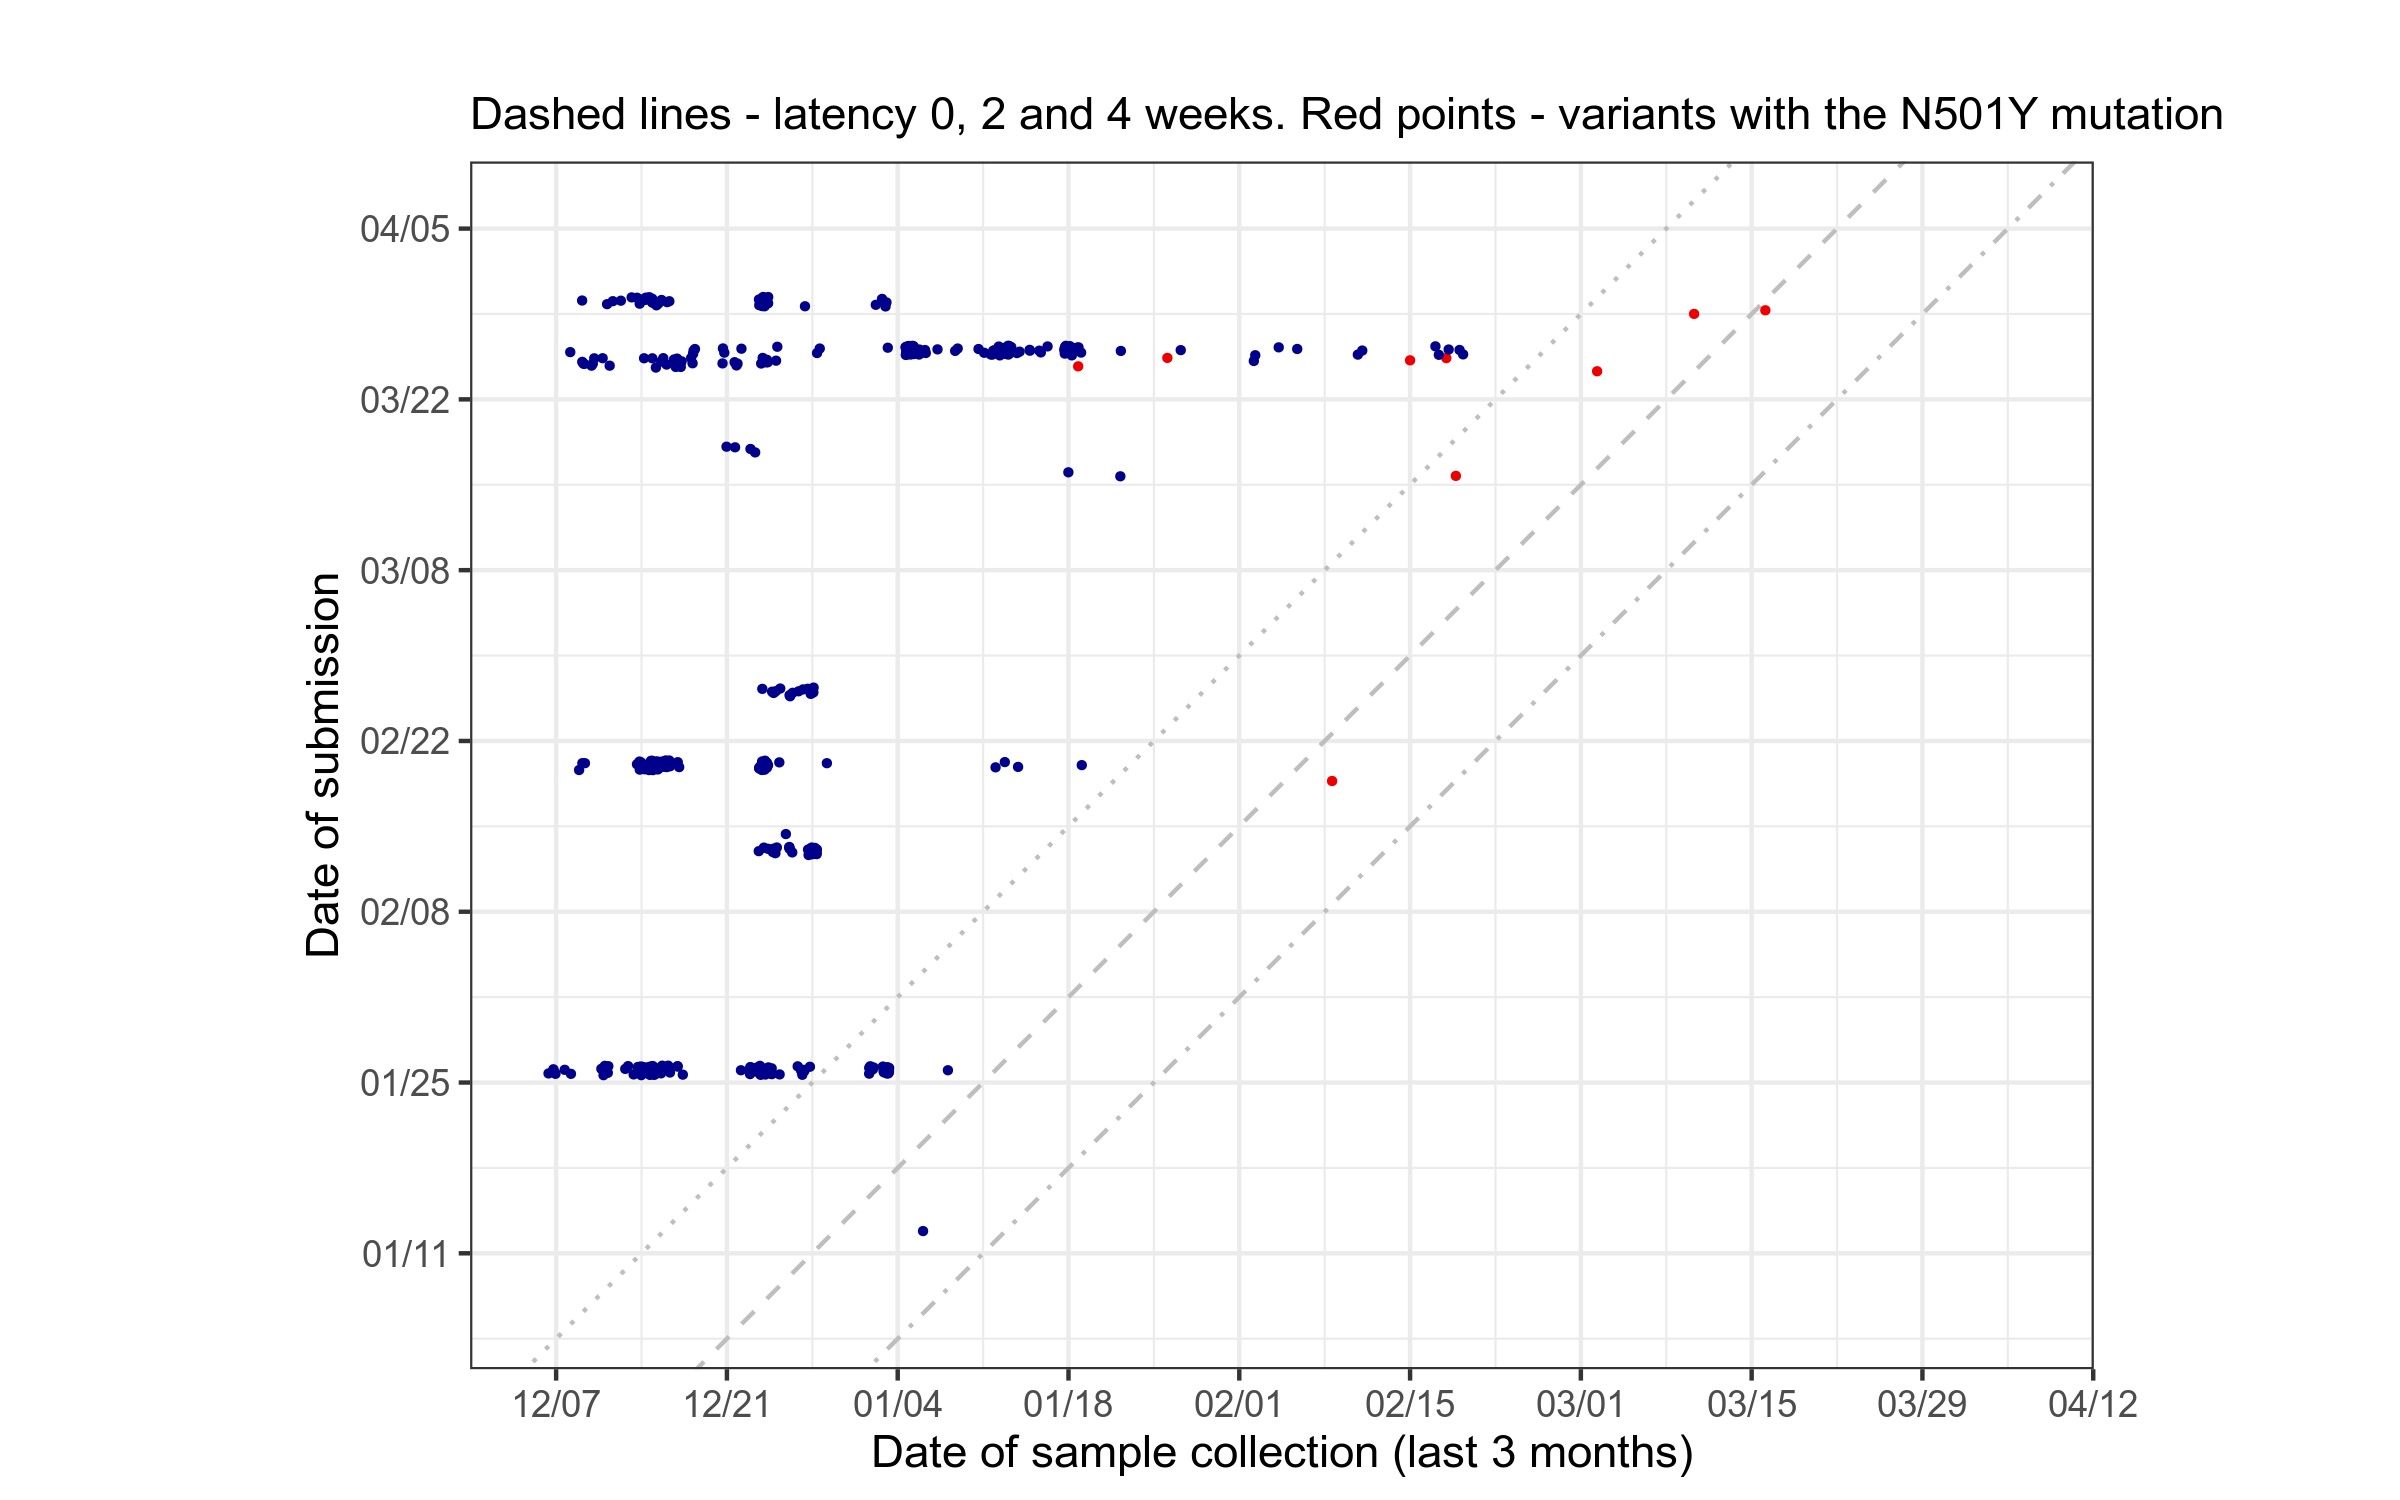 Dashed lines - latency 0, 2 and 4 weeks. Red points - variants with the N501Y mutation
04/05
03/22
03/08
02/22
02/08
01/25
01/11
Date of submission
12/07 12/21 01/04 01/18 02/01 02/15 03/01 03/15 03/29 04/12
Date of sample collection (last 3 months)